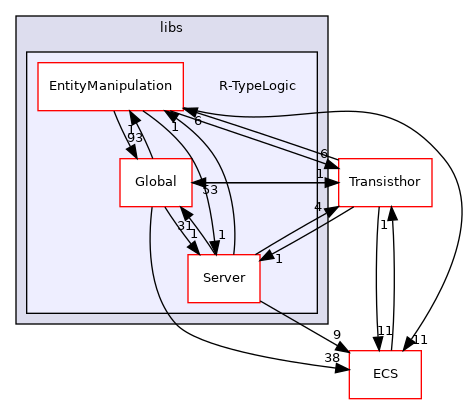 libs
EntityManipulation
R-TypeLogic
1
1
6
93
6
Global
53
1
Transisthor
31
1
1
4
1
Server
1
9
11
11
38
ECS